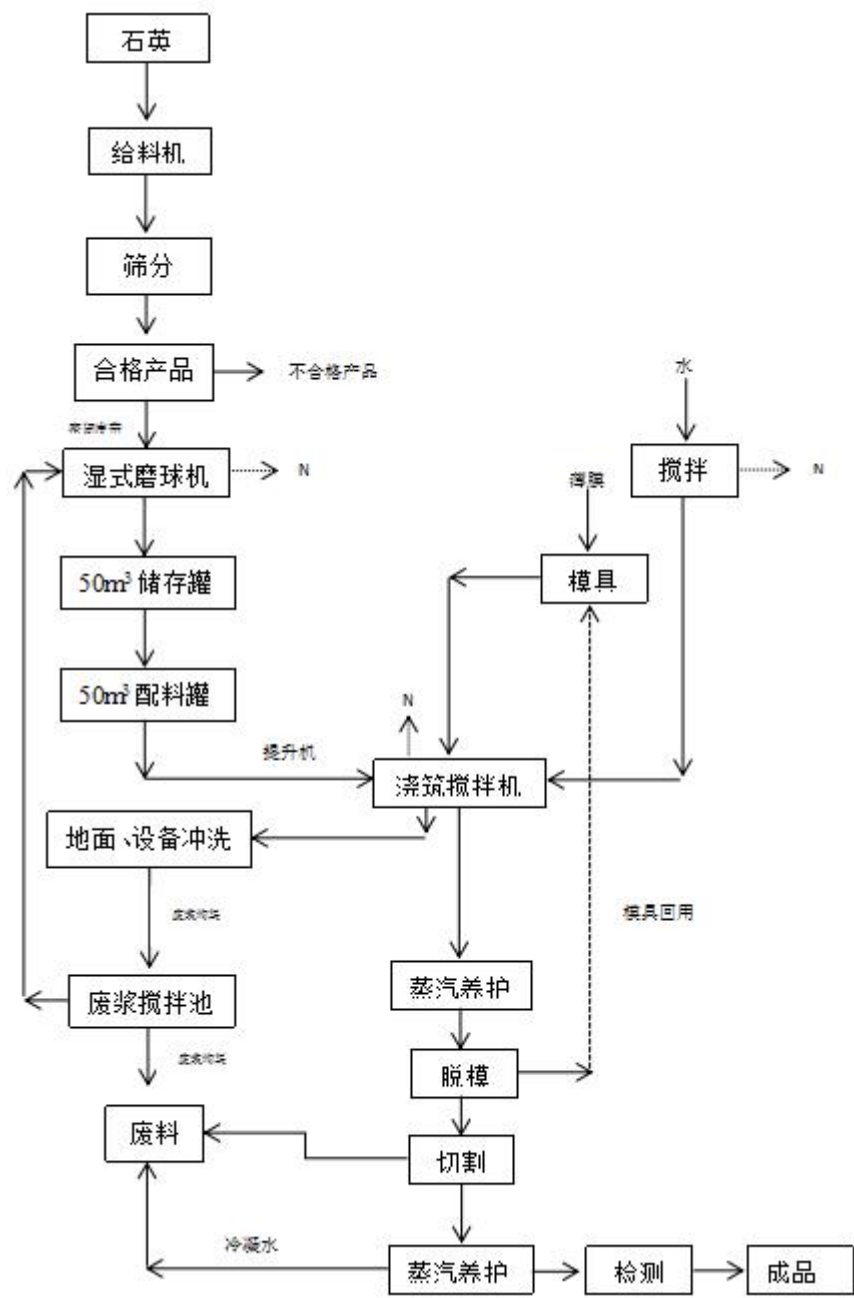 石英
给料机
筛分
合格产品
不合格产品
水
湿式磨球机
N
搅拌
N
薄膜
模具
50m³储存罐
50m³配料罐
N
提升机
浇筑搅拌机
地面、设备冲洗
模具回用
废浆搅拌池
蒸汽养护
脱模
废料
切割
冷凝水
蒸汽养护
检测
成品